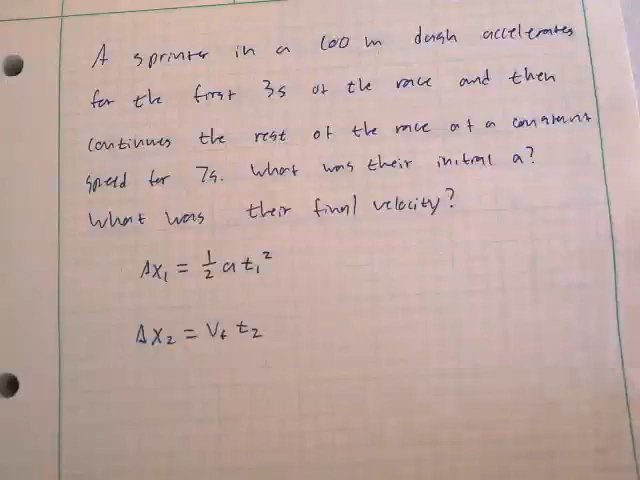 A sprinter in a 100 m dash accelerates
for the first 3s of the race and then
continues the rest of the race at a constant
speed for 7s. What was their initial a?
What was their final velocity?
Δx₁ = ½ a t₁²
Δx₂ = V_f t₂